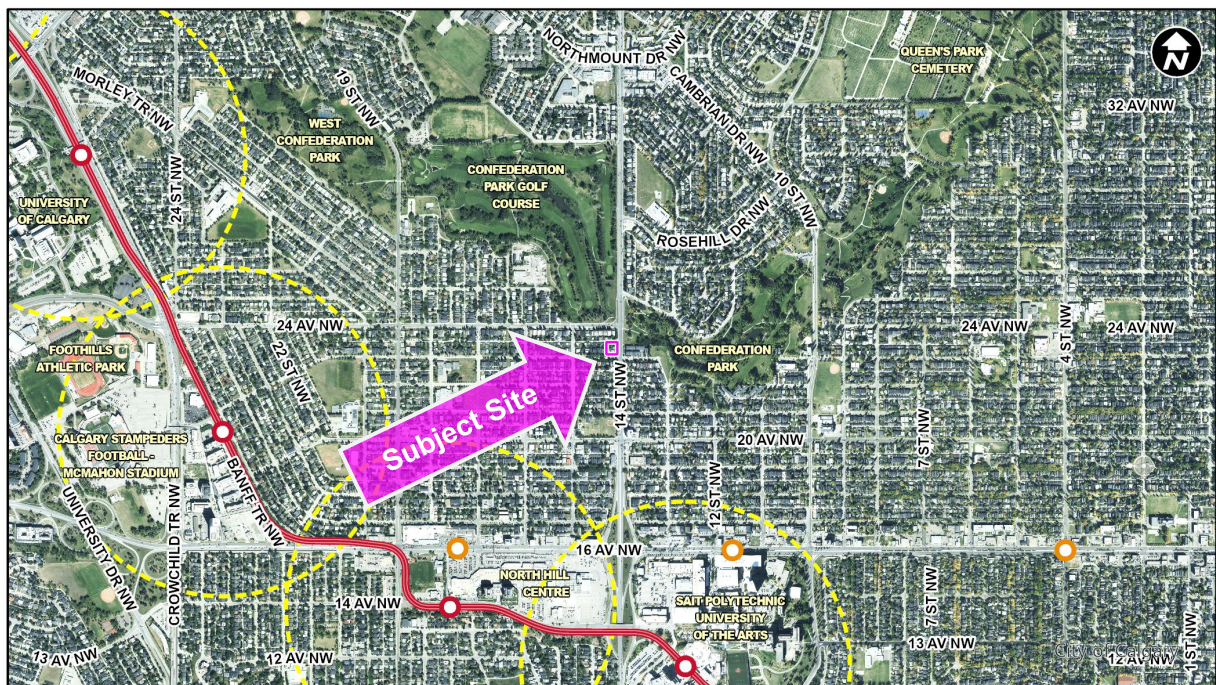 NORTHMOUNT DR NW
QUEEN'S PARK
CEMETERY
N
MORLEY TR NW
19 ST NW
CAMBRIAN DR NW
32 AV NW
WEST
CONFEDERATION
PARK
CONFEDERATION
PARK GOLF
COURSE
24 ST NW
UNIVERSITY
OF CALGARY
10 ST NW
ROSEHILL DR NW
24 AV NW
24 AV NW
24 AV NW
4 ST NW
FOOTHILLS
ATHLETIC PARK
22 ST NW
CONFEDERATION
PARK
Subject Site
14 ST NW
CALGARY STAMPEDERS
FOOTBALL -
MCMAHON STADIUM
20 AV NW
7 ST NW
BANFF TR NW
12 ST NW
UNIVERSITY DR NW
CROWCHILD TR NW
16 AV NW
NORTH HILL
CENTRE
14 AV NW
SAIT POLYTECHNIC
UNIVERSITY
OF THE ARTS
7 ST NW
13 AV NW
1 ST NW
13 AV NW
12 AV NW
City of Calgary
12 AV NW